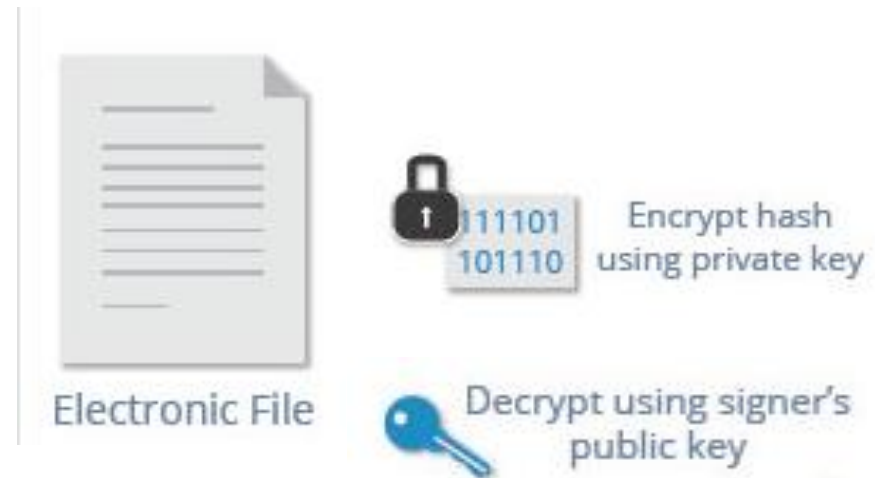 111101
101110
Encrypt hash
using private key
Electronic File
Decrypt using signer's
public key